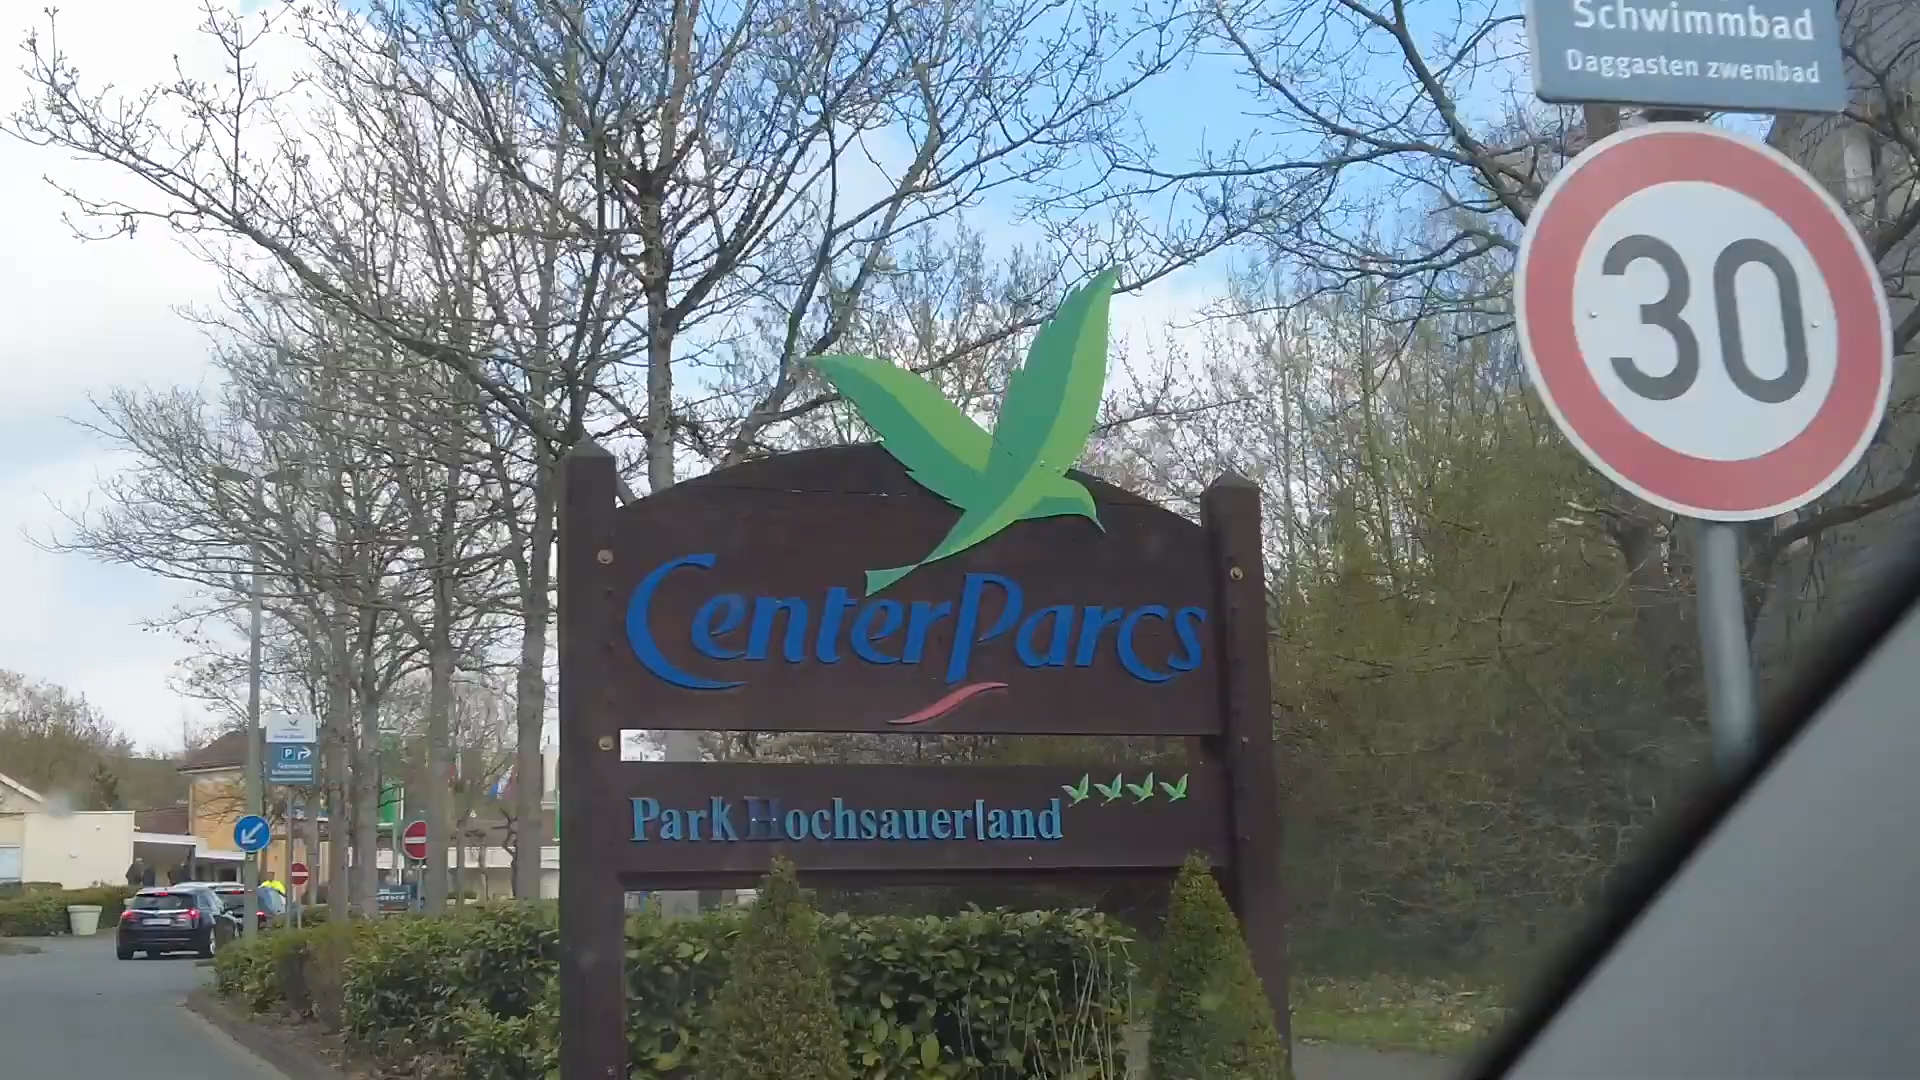 Schwimmbad
Daggasten zwembad
30
CenterParcs
Park Hochsauerland
P